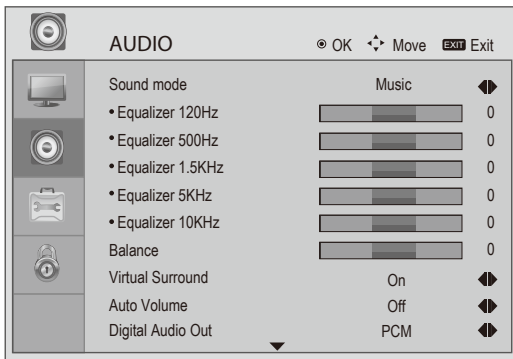 AUDIO OK Move EXIT Exit
Sound mode Music
• Equalizer 120Hz 0
• Equalizer 500Hz 0
• Equalizer 1.5KHz 0
• Equalizer 5KHz 0
• Equalizer 10KHz 0
Balance 0
Virtual Surround On
Auto Volume Off
Digital Audio Out PCM